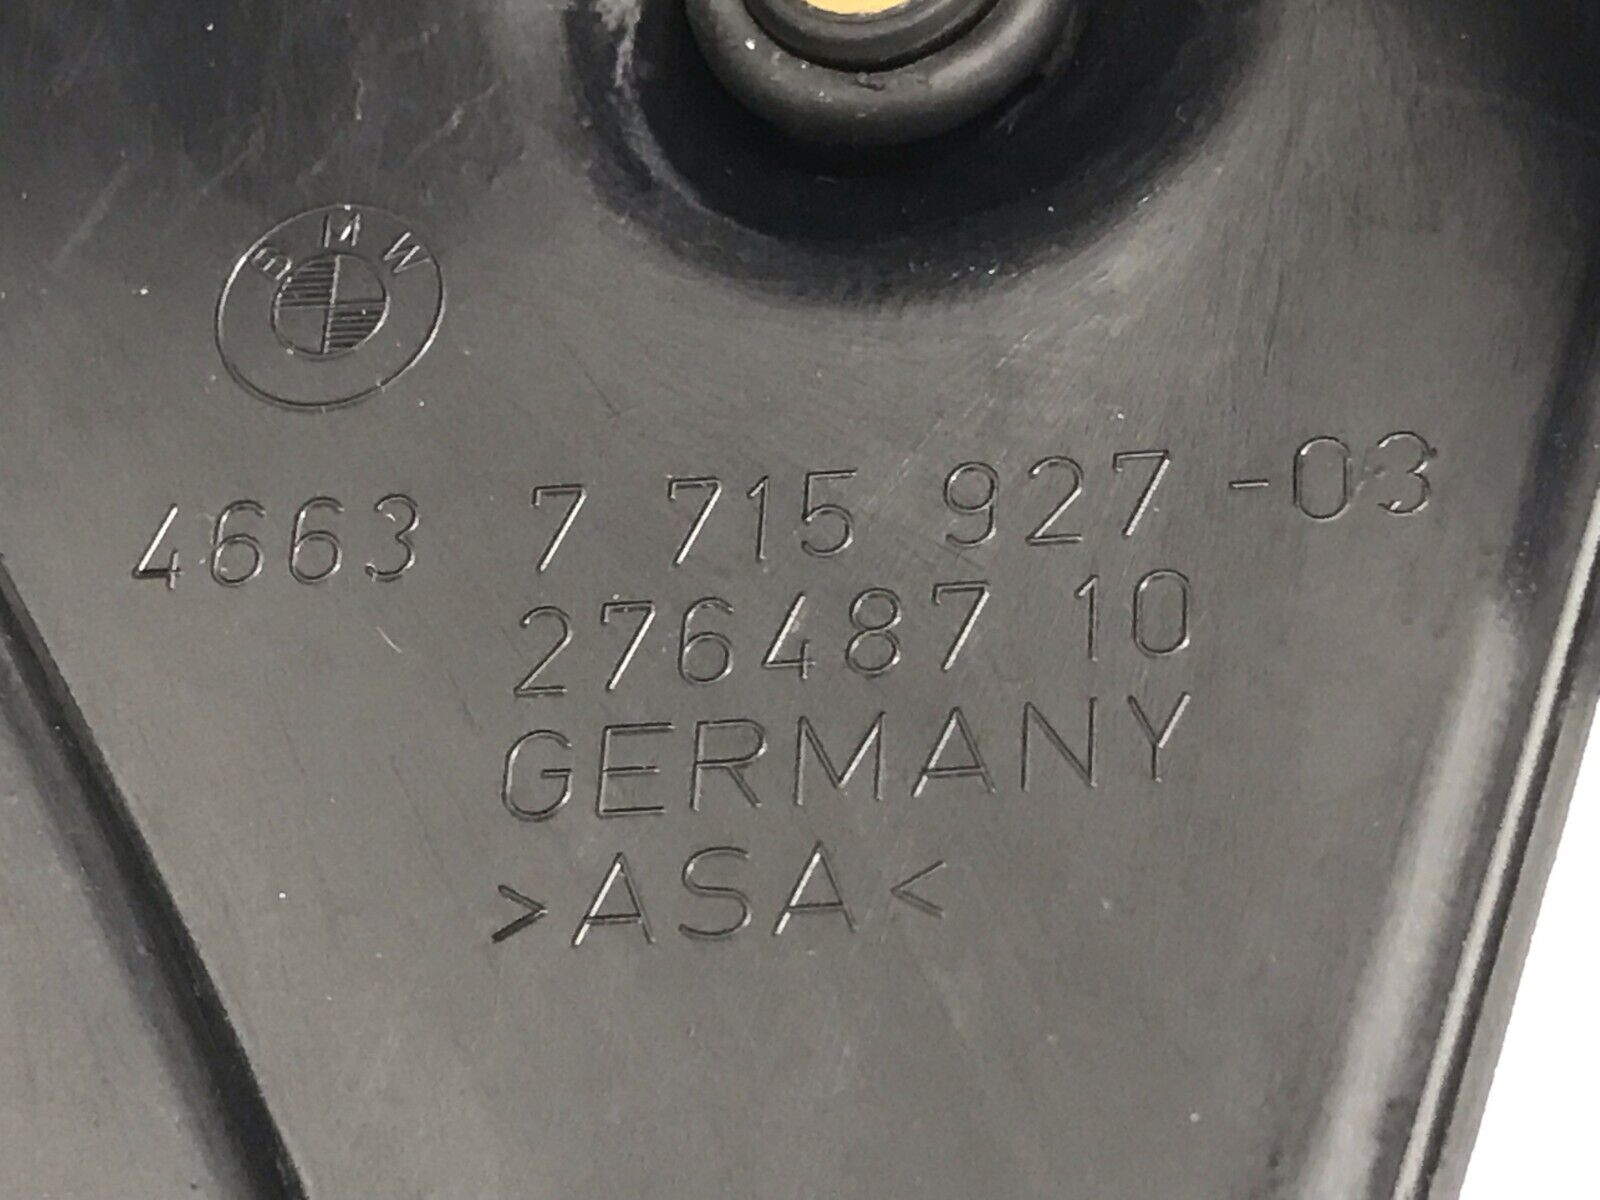 BMW
4663 7 715 927-03
276487 10
GERMANY
>ASA<